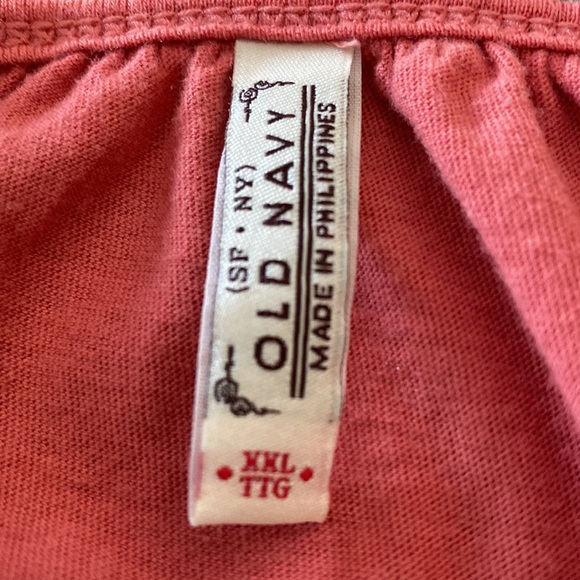 (SF • NY)
OLD NAVY
MADE IN PHILIPPINES
• XXL •
TTG